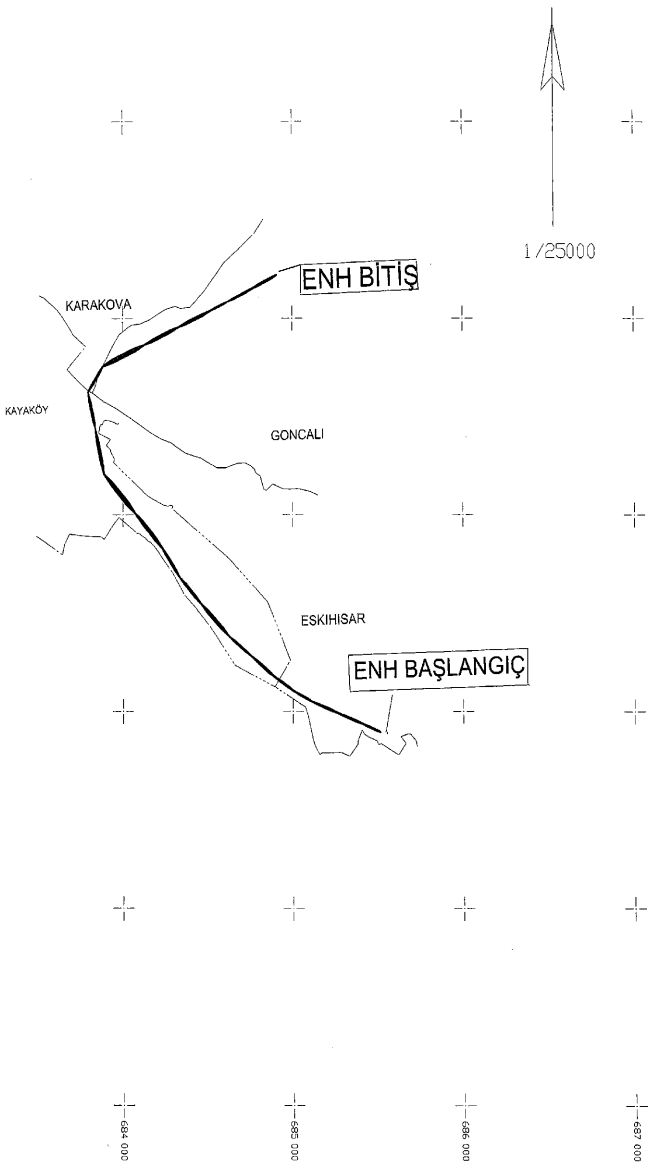 1/25000
ENH BİTİŞ
KARAKOVA
KAYAKÖY
GONCALI
ESKIHISAR
ENH BAŞLANGIÇ
684 000
685 000
686 000
687 000